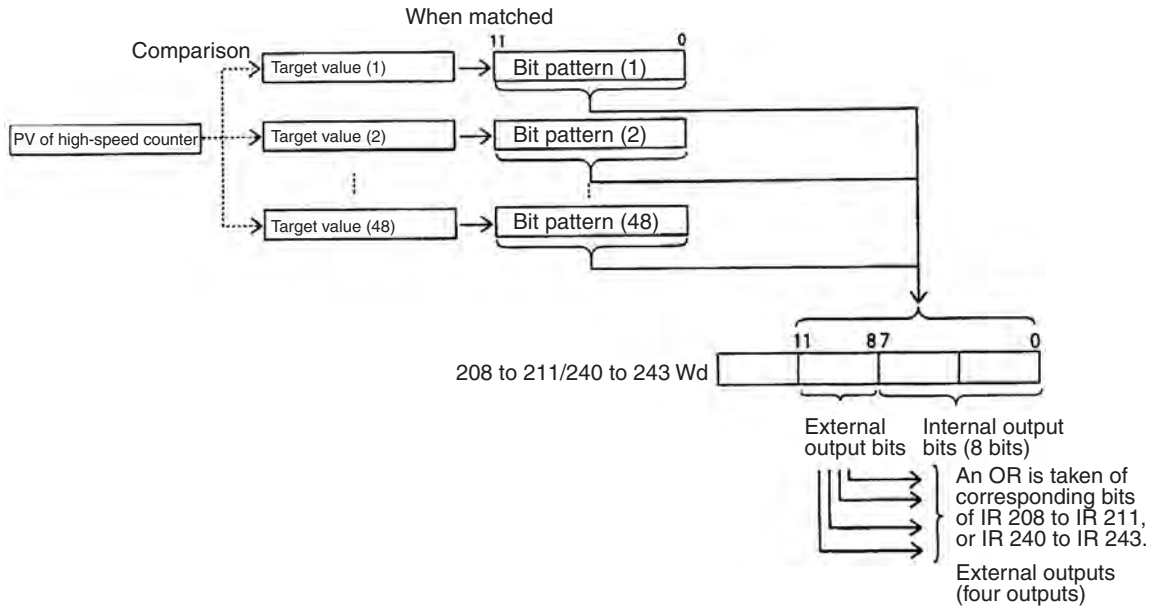 When matched
Comparison
11 0
Target value (1)
Bit pattern (1)
PV of high-speed counter
Target value (2)
Bit pattern (2)
Target value (48)
Bit pattern (48)
11 8 7 0
208 to 211/240 to 243 Wd
External
output bits
Internal output
bits (8 bits)
An OR is taken of
corresponding bits
of IR 208 to IR 211,
or IR 240 to IR 243.
External outputs
(four outputs)